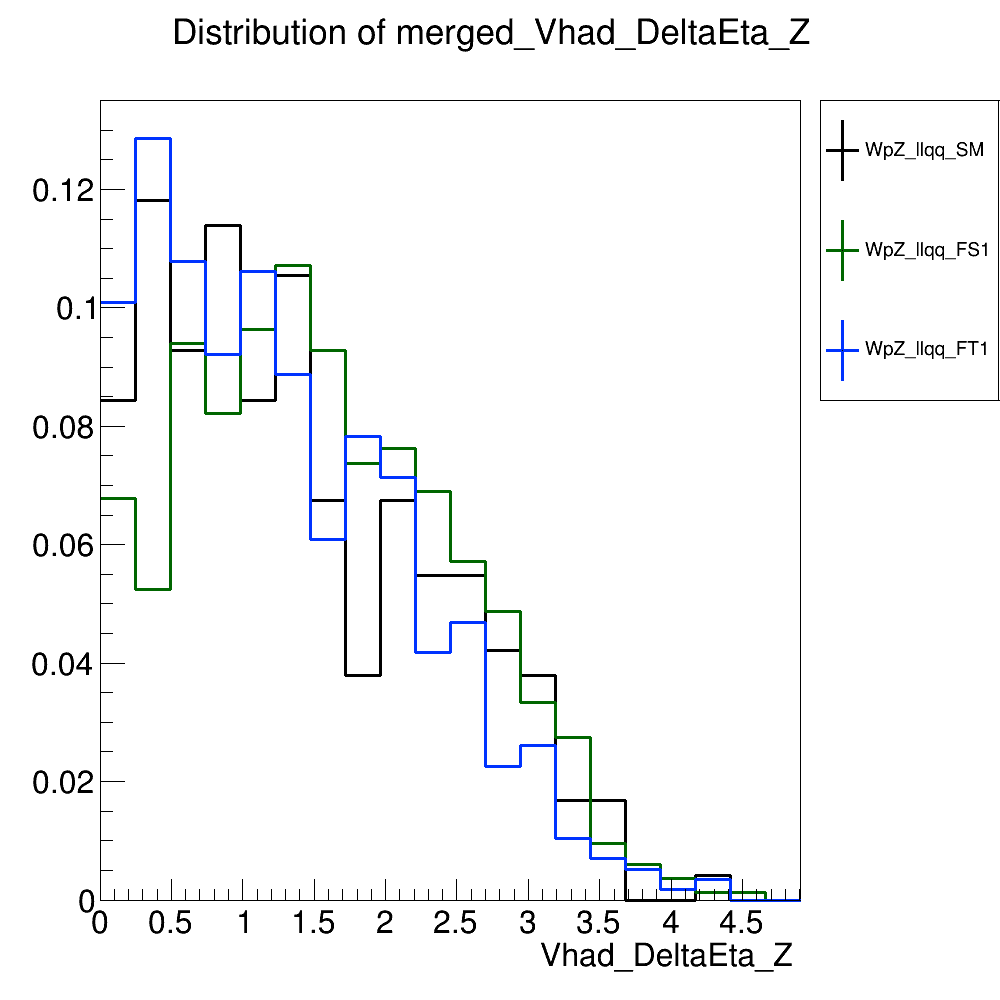 Distribution of merged_Vhad_DeltaEta_Z
WpZ_llqq_SM
WpZ_llqq_FS1
WpZ_llqq_FT1
0.12
0.1
0.08
0.06
0.04
0.02
0
0 0.5 1 1.5 2 2.5 3 3.5 4 4.5
Vhad_DeltaEta_Z